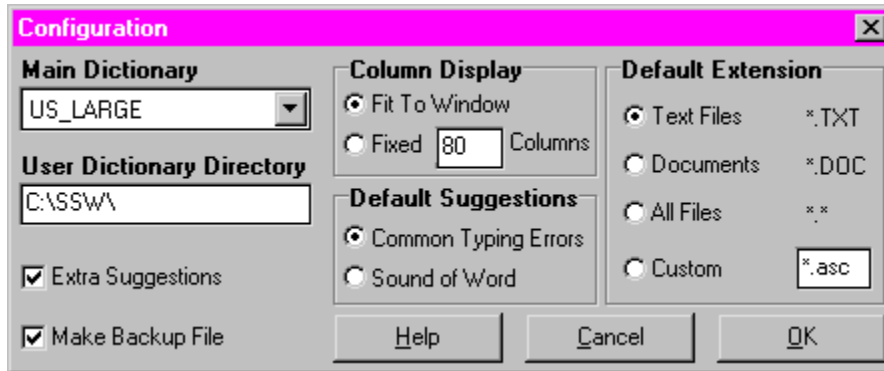 Configuration
Main Dictionary
US_LARGE
User Dictionary Directory
C:\SSW\
Extra Suggestions
Make Backup File
Column Display
Fit To Window
Fixed 80 Columns
Default Suggestions
Common Typing Errors
Sound of Word
Default Extension
Text Files *.TXT
Documents *.DOC
All Files *.*
Custom *.asc
Help Cancel OK